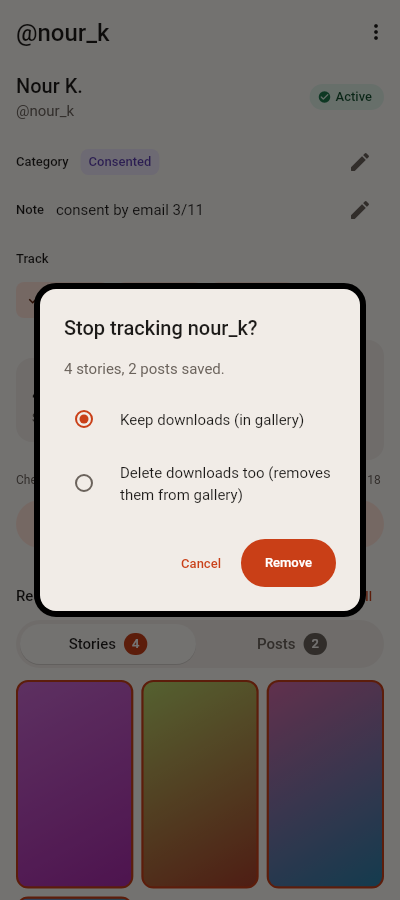 @nour_k
Nour K.
@nour_k
Active
Category Consented
Note consent by email 3/11
Track
Stop tracking nour_k?
4 stories, 2 posts saved.
Keep downloads (in gallery)
Delete downloads too (removes
them from gallery)
Cancel Remove
18
Stories 4 Posts 2